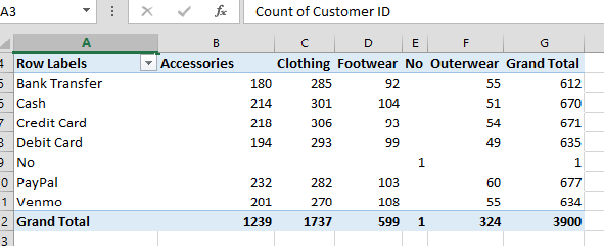 A3 fx Count of Customer ID
A B C D E F G
4 Row Labels Accessories Clothing Footwear No Outerwear Grand Total
5 Bank Transfer 180 285 92 55 612
6 Cash 214 301 104 51 670
7 Credit Card 218 306 93 54 671
8 Debit Card 194 293 99 49 635
9 No 1 1
0 PayPal 232 282 103 60 677
1 Venmo 201 270 108 55 634
2 Grand Total 1239 1737 599 1 324 3900
3